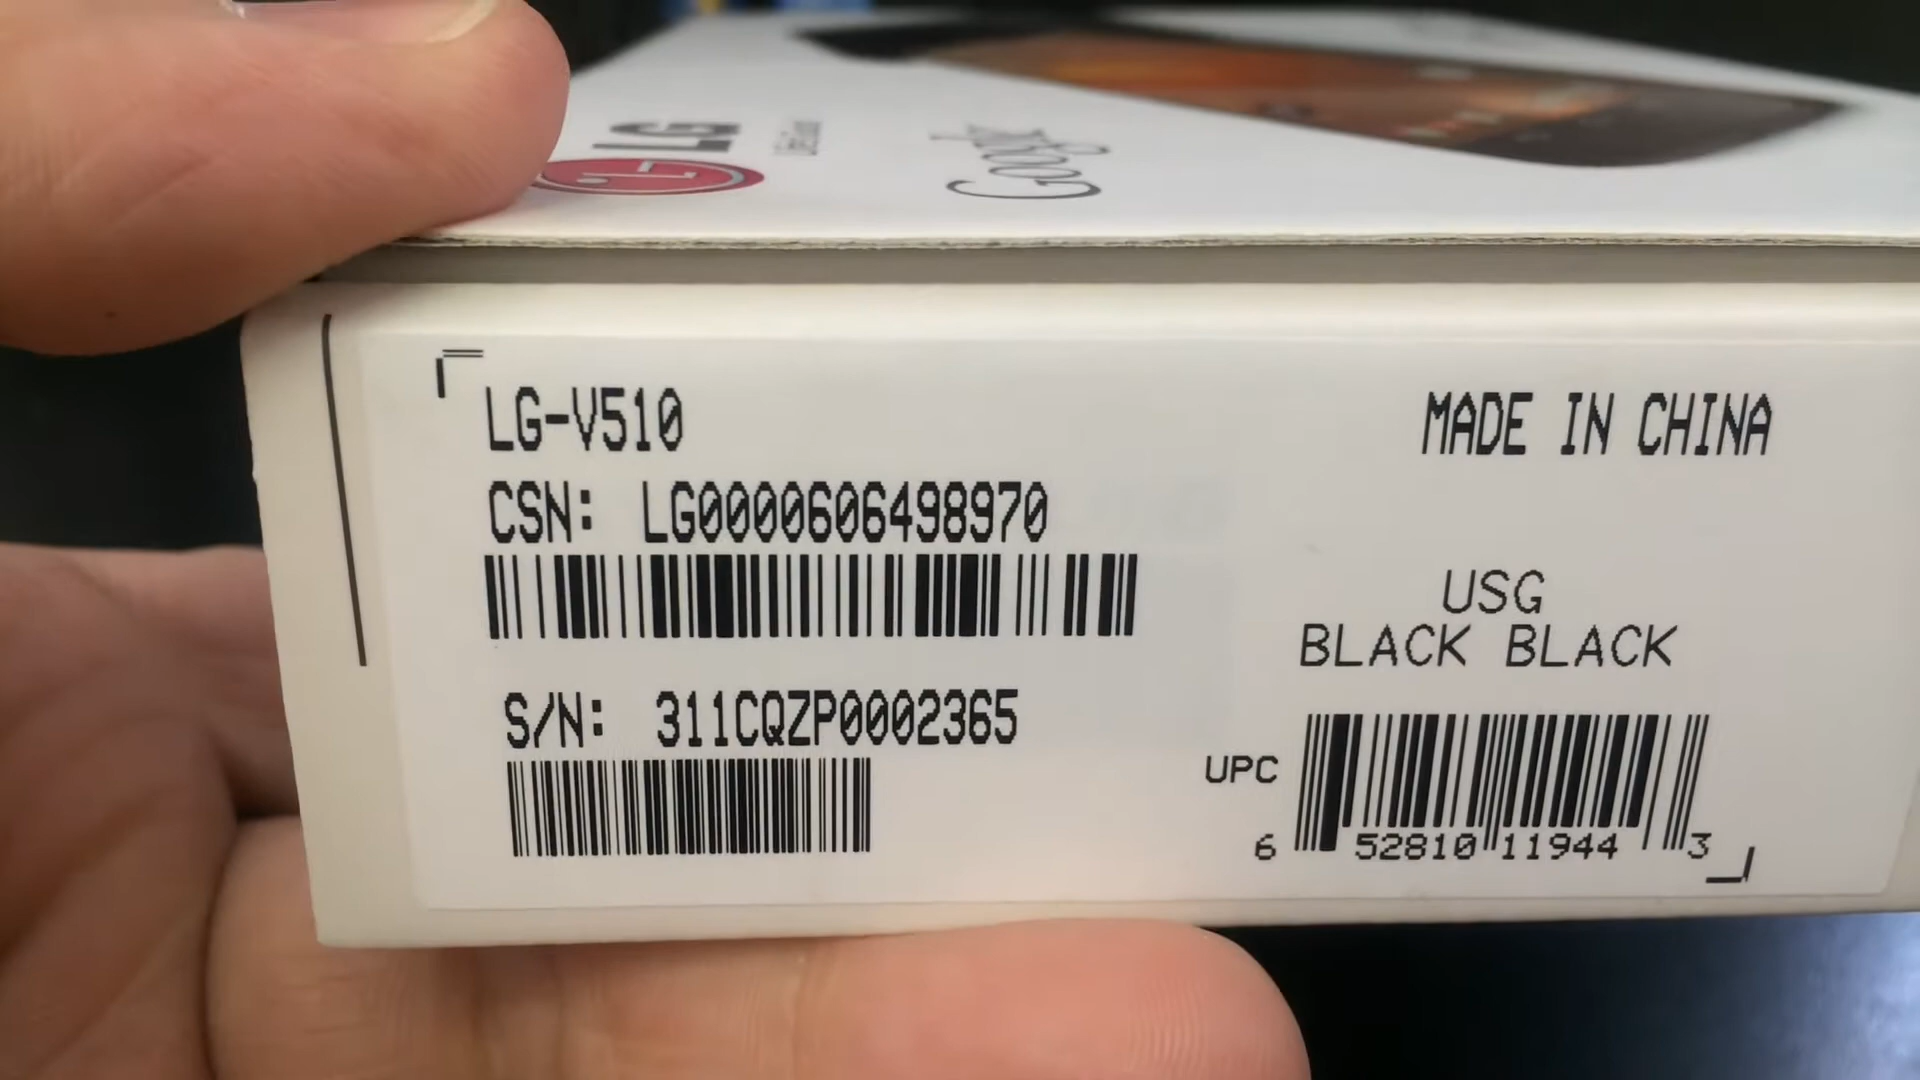 LG
Google
LG-V510
MADE IN CHINA
CSN: LG0000606498970
USG
BLACK BLACK
S/N: 311CQZP0002365
UPC
6 52810 11944 3